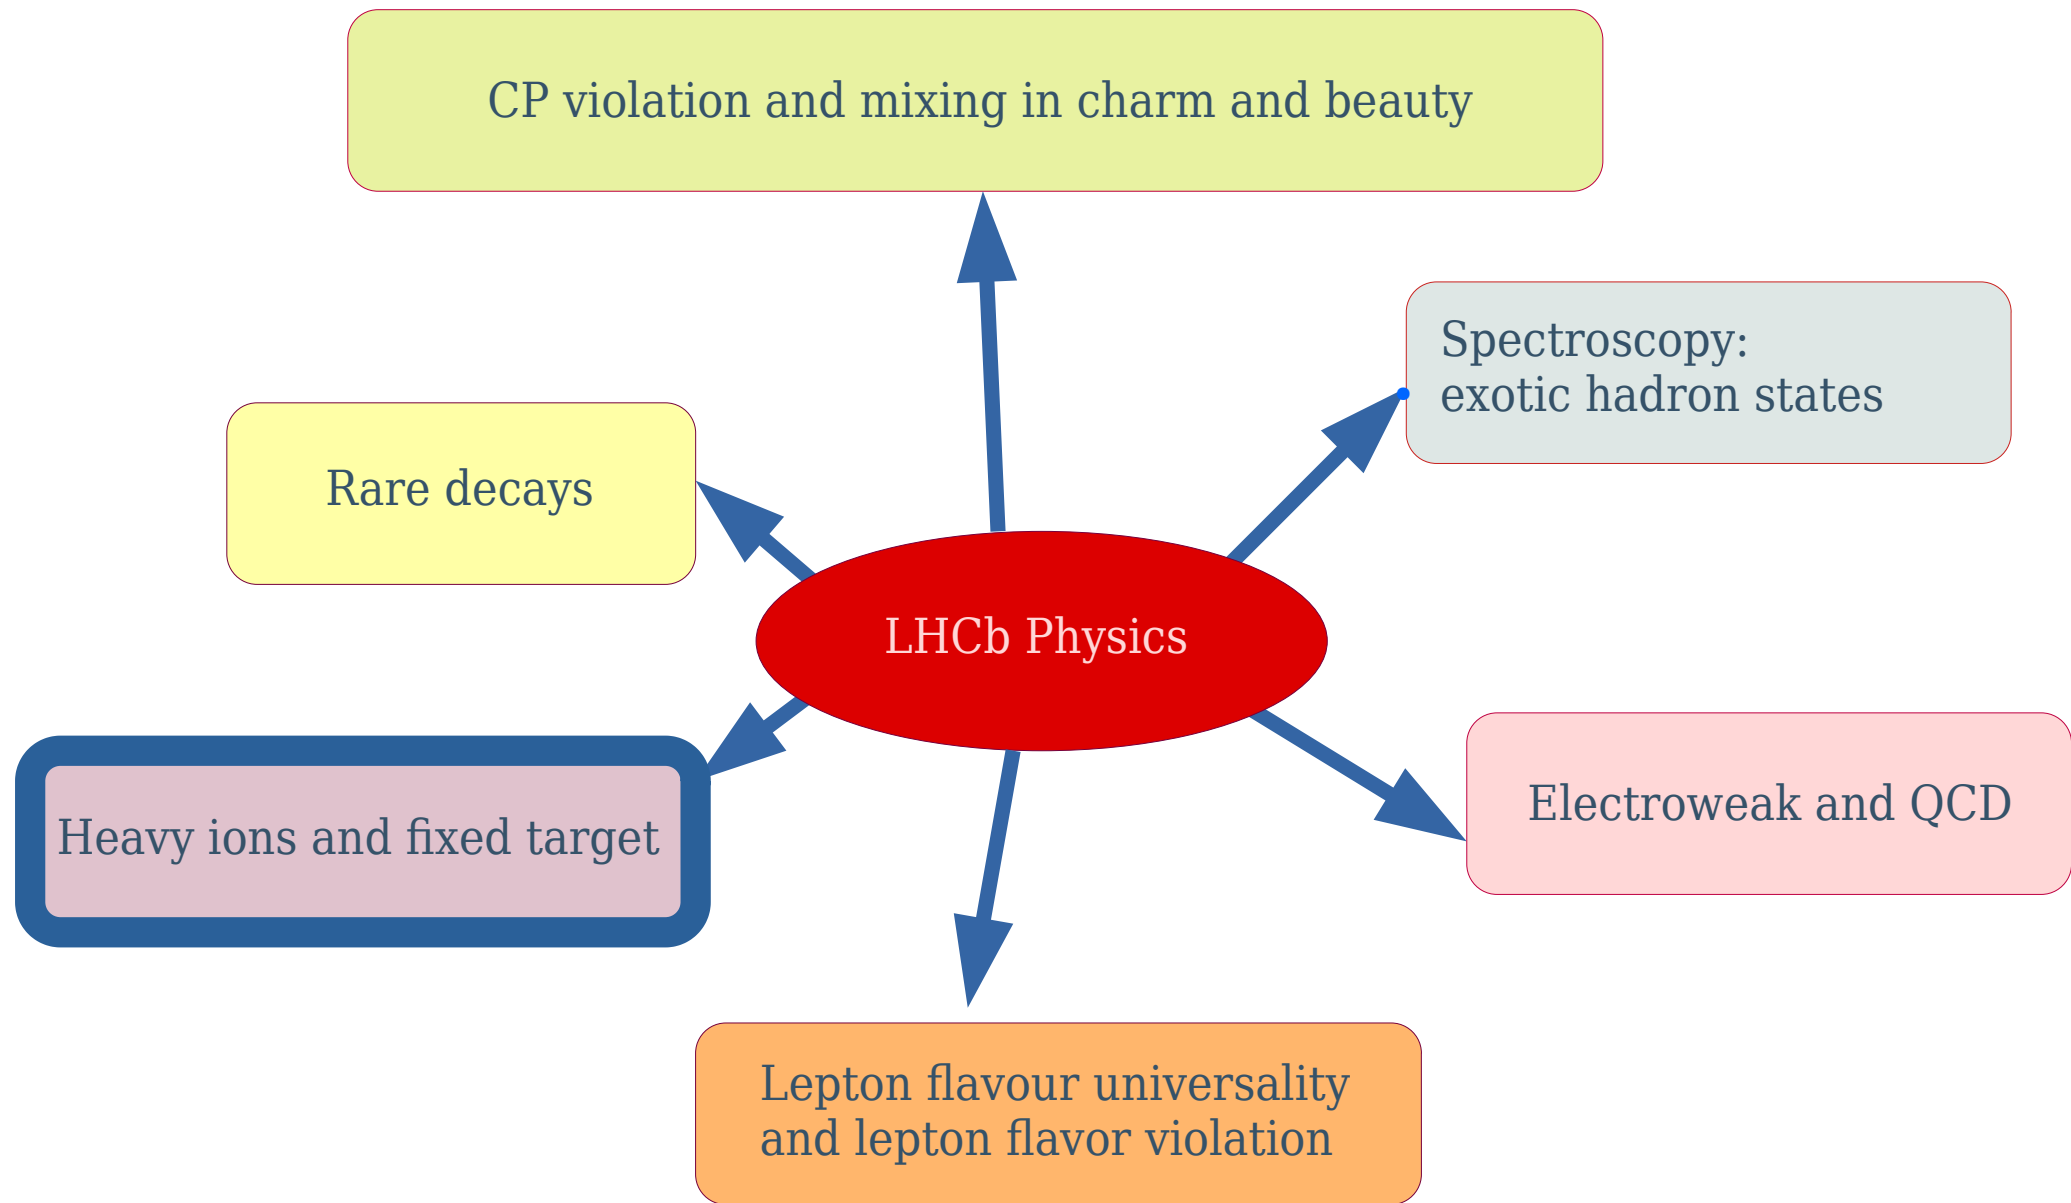 CP violation and mixing in charm and beauty
Spectroscopy:
exotic hadron states
Rare decays
LHCb Physics
Electroweak and QCD
Heavy ions and fixed target
Lepton flavour universality
and lepton flavor violation